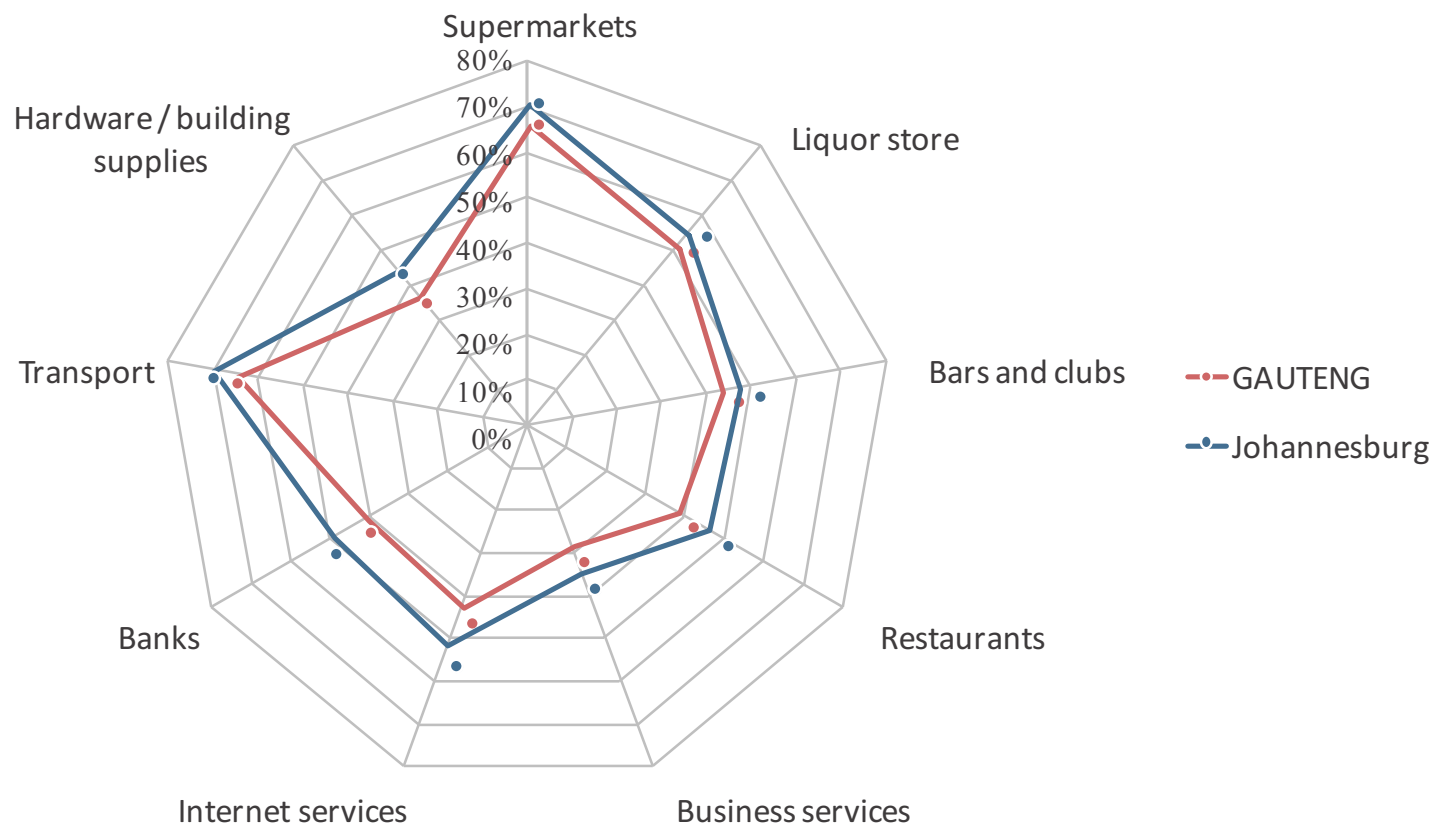 Supermarkets
80%
70%
60%
50%
40%
30%
20%
10%
0%
Liquor store
Bars and clubs
Restaurants
Business services
Internet services
Banks
Transport
Hardware / building
supplies
GAUTENG
Johannesburg